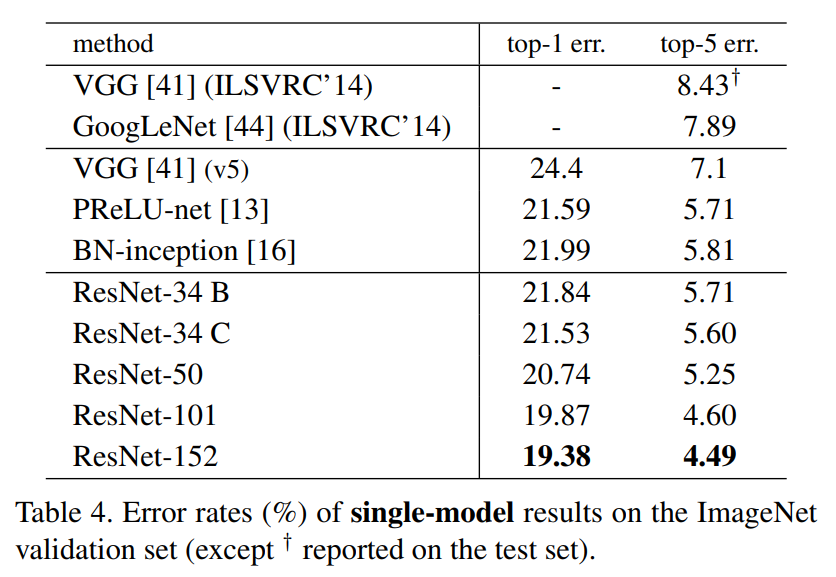 method top-1 err. top-5 err.
VGG [41] (ILSVRC’14) - 8.43†
GoogLeNet [44] (ILSVRC’14) - 7.89
VGG [41] (v5) 24.4 7.1
PReLU-net [13] 21.59 5.71
BN-inception [16] 21.99 5.81
ResNet-34 B 21.84 5.71
ResNet-34 C 21.53 5.60
ResNet-50 20.74 5.25
ResNet-101 19.87 4.60
ResNet-152 19.38 4.49
Table 4. Error rates (%) of single-model results on the ImageNet
validation set (except † reported on the test set).